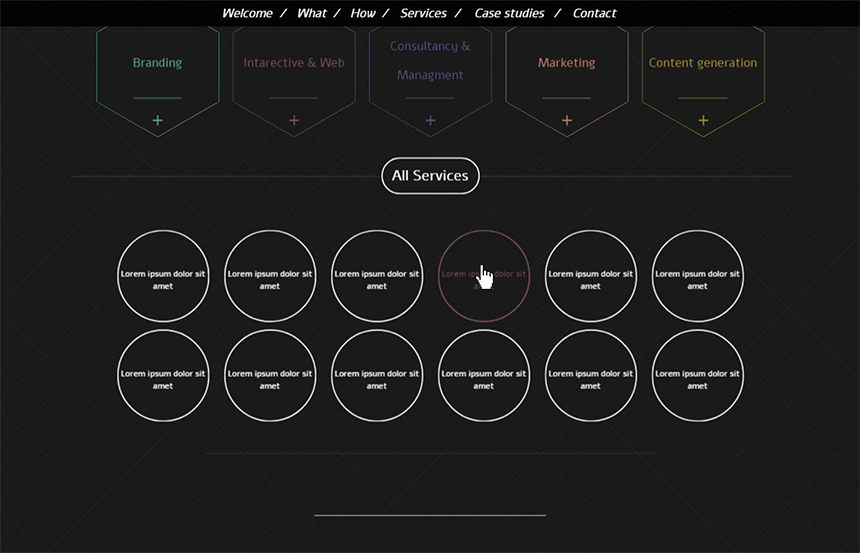 Welcome / What / How / Services / Case studies / Contact
Branding
Intarective & Web
Consultancy &
Managment
Marketing
Content generation
+ + + + +
All Services
Lorem ipsum dolor sit
amet
Lorem ipsum dolor sit
amet
Lorem ipsum dolor sit
amet
Lorem ipsum dolor sit
Lorem ipsum dolor sit
amet
Lorem ipsum dolor sit
amet
Lorem ipsum dolor sit
amet
Lorem ipsum dolor sit
amet
Lorem ipsum dolor sit
amet
Lorem ipsum dolor sit
amet
Lorem ipsum dolor sit
amet
Lorem ipsum dolor sit
amet